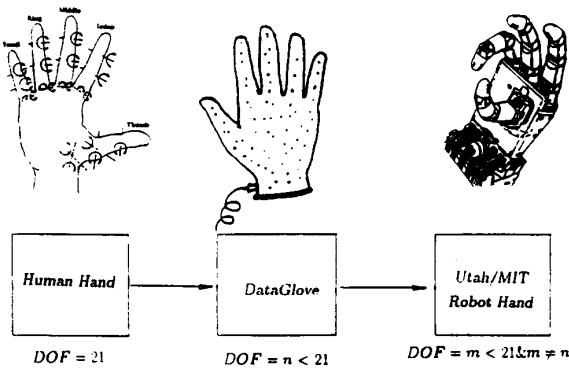 Middle
Ring
Index
Small
Thumb
Human Hand
DataGlove
Utah/MIT
Robot Hand
DOF = 21
DOF = n < 21
DOF = m < 21&m ≠ n